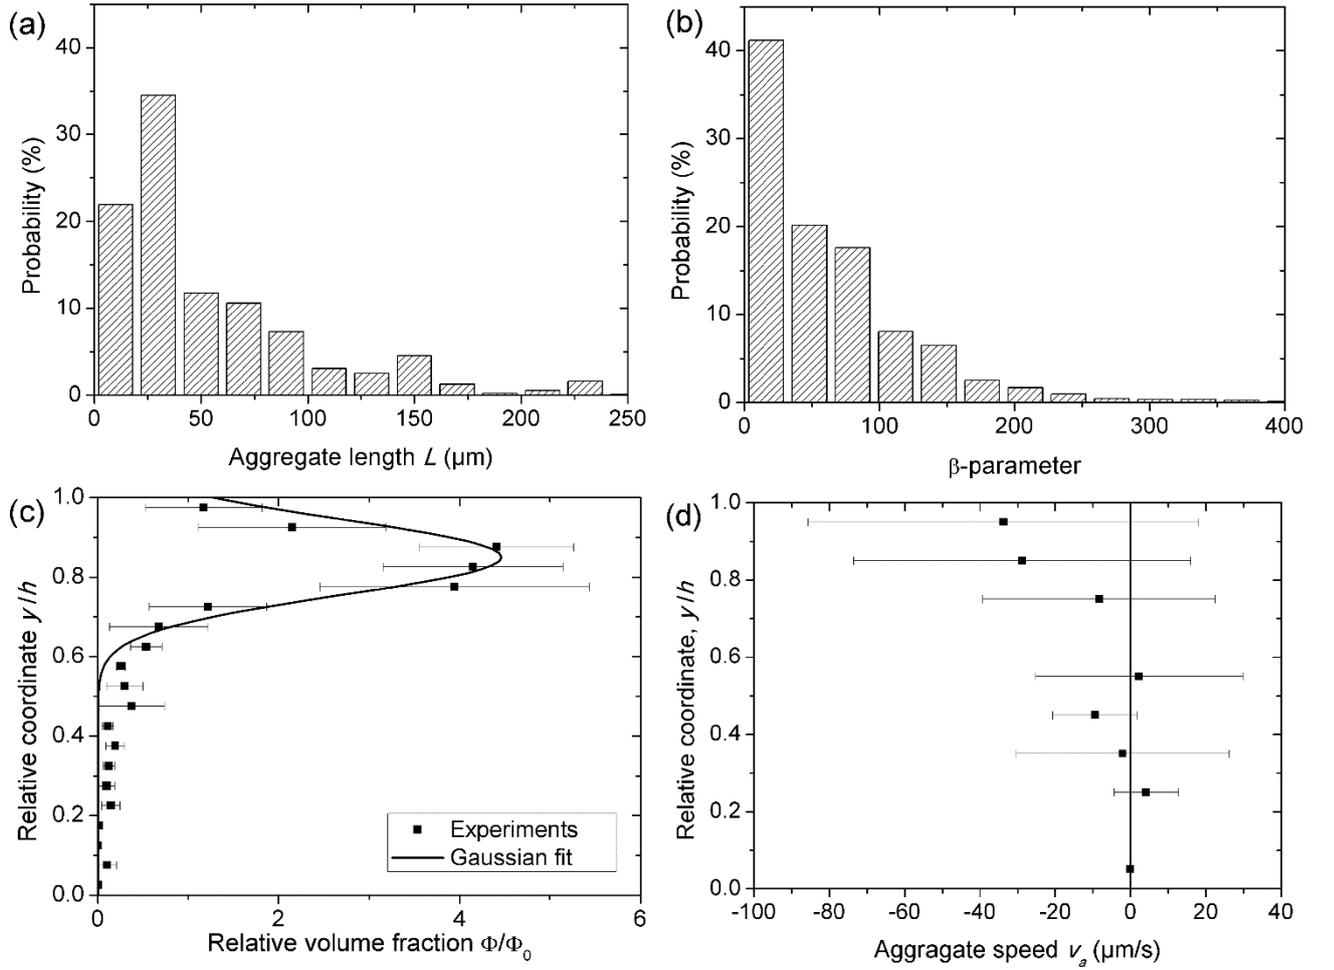 (a)
40
30
20
10
0
Probability (%)
0 50 100 150 200 250
Aggregate length L (μm)
(b)
40
30
20
10
0
Probability (%)
0 100 200 300 400
β-parameter
(c)
1.0
0.8
0.6
0.4
0.2
0.0
Relative coordinate y/h
Experiments
Gaussian fit
0 2 4 6
Relative volume fraction Φ/Φ0
(d)
1.0
0.8
0.6
0.4
0.2
0.0
Relative coordinate, y/h
-100 -80 -60 -40 -20 0 20 40
Aggragate speed va (μm/s)